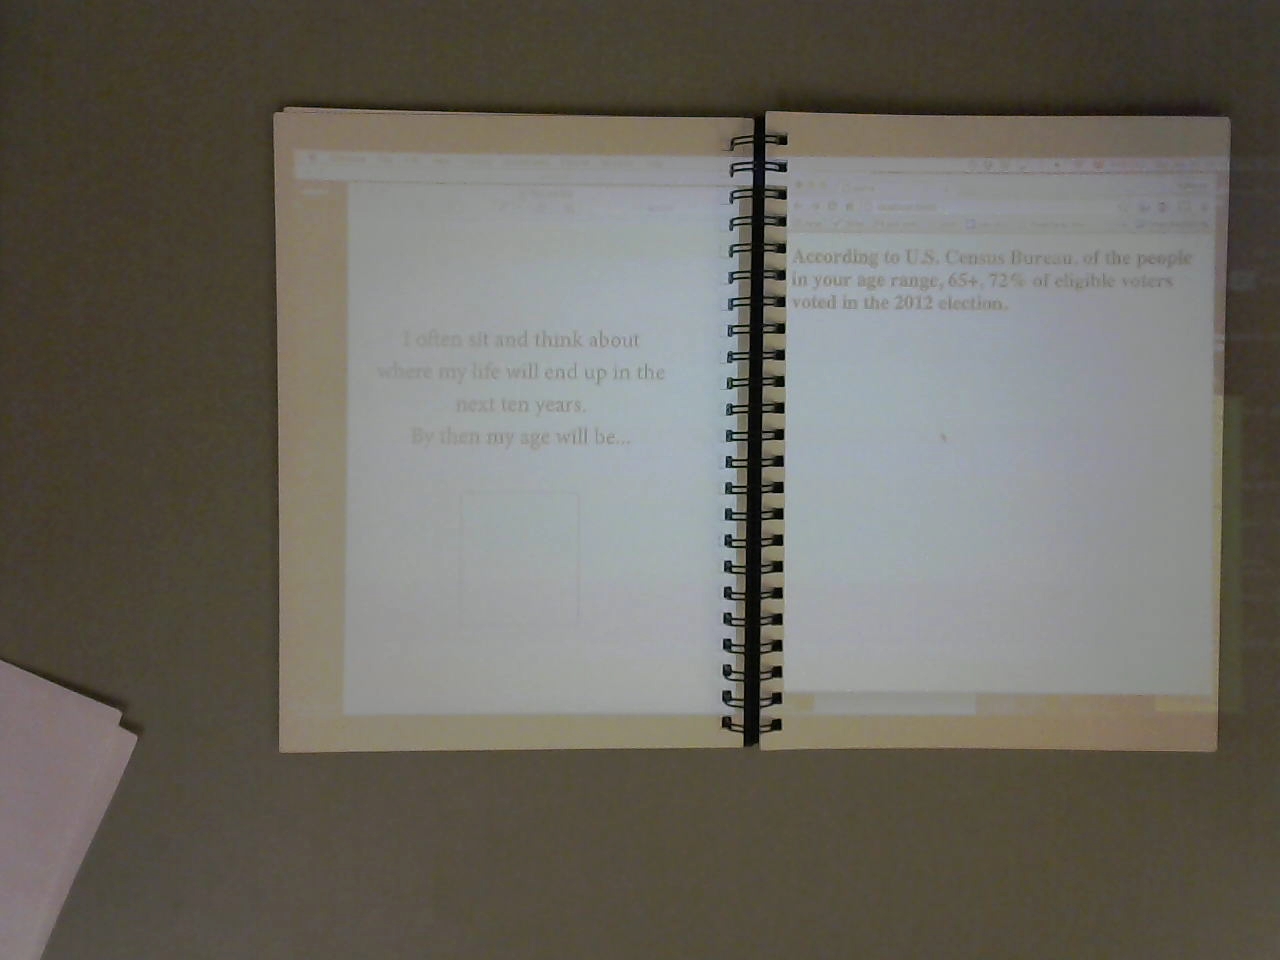 I often sit and think about
where my life will end up in the
next ten years.
By then my age will be...
According to U.S. Census Bureau, of the people
in your age range, 65+, 72% of eligible voters
voted in the 2012 election.